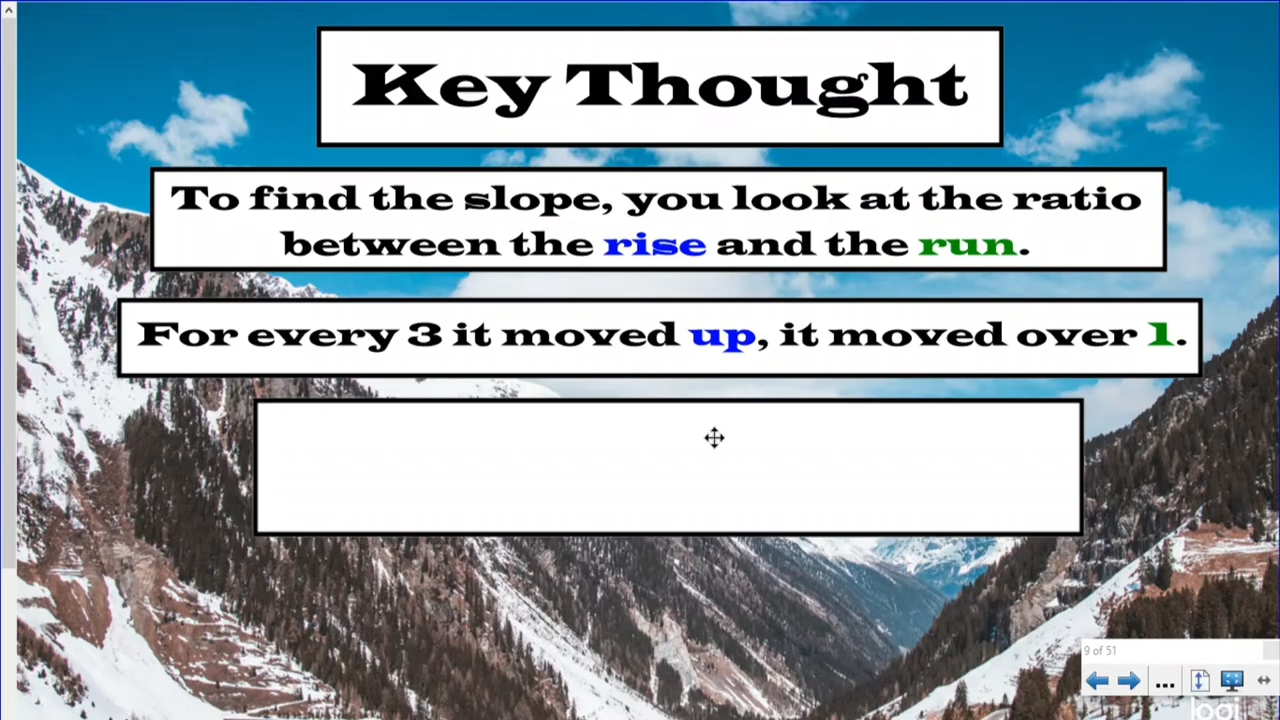 Key Thought
To find the slope, you look at the ratio
between the rise and the run.
For every 3 it moved up, it moved over 1.
9 of 51
logi